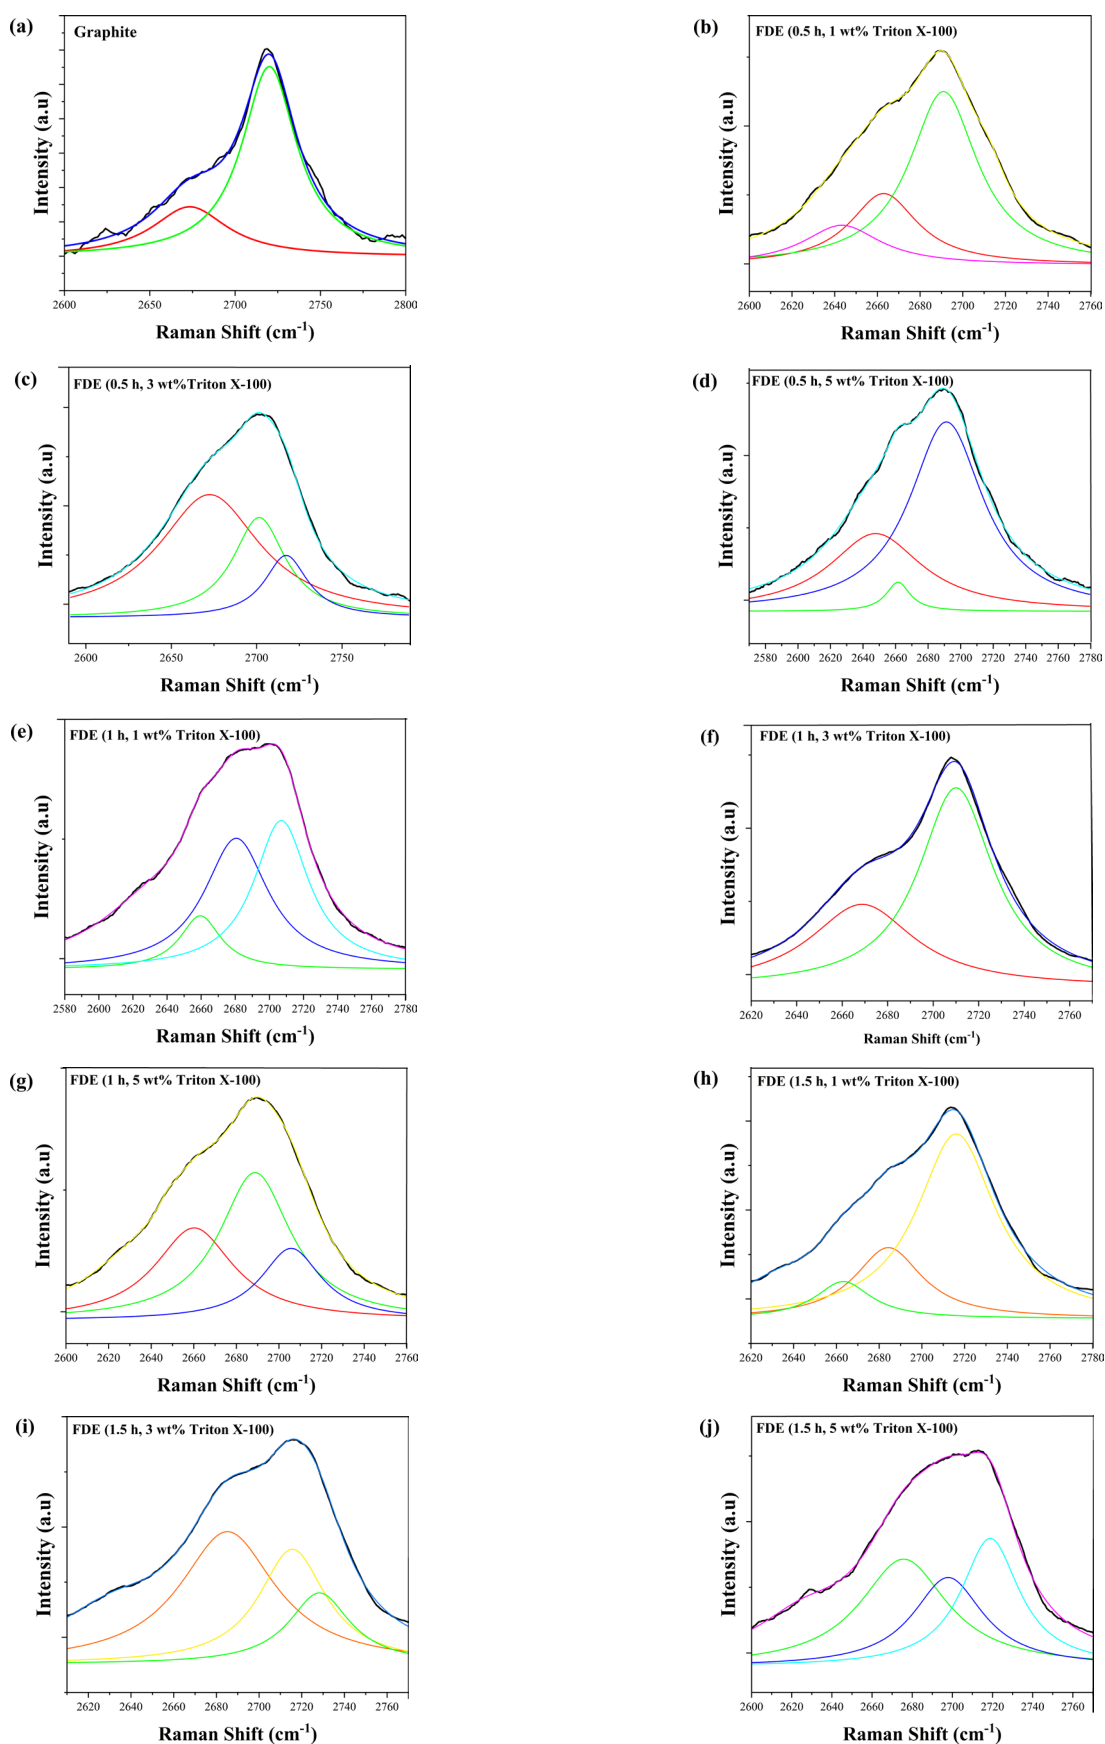 (a)
Graphite
Intensity (a.u)
2600 2650 2700 2750 2800
Raman Shift (cm⁻¹)
(b)
FDE (0.5 h, 1 wt% Triton X-100)
Intensity (a.u)
2600 2620 2640 2660 2680 2700 2720 2740 2760
Raman Shift (cm⁻¹)
(c)
FDE (0.5 h, 3 wt%Triton X-100)
Intensity (a.u)
2600 2650 2700 2750
Raman Shift (cm⁻¹)
(d)
FDE (0.5 h, 5 wt% Triton X-100)
Intensity (a.u)
2580 2600 2620 2640 2660 2680 2700 2720 2740 2760 2780
Raman Shift (cm⁻¹)
(e)
FDE (1 h, 1 wt% Triton X-100)
Intensity (a.u)
2580 2600 2620 2640 2660 2680 2700 2720 2740 2760 2780
Raman Shift (cm⁻¹)
(f)
FDE (1 h, 3 wt% Triton X-100)
Intensity (a.u)
2620 2640 2660 2680 2700 2720 2740 2760
Raman Shift (cm⁻¹)
(g)
FDE (1 h, 5 wt% Triton X-100)
Intensity (a.u)
2600 2620 2640 2660 2680 2700 2720 2740 2760
Raman Shift (cm⁻¹)
(h)
FDE (1.5 h, 1 wt% Triton X-100)
Intensity (a.u)
2620 2640 2660 2680 2700 2720 2740 2760 2780
Raman Shift (cm⁻¹)
(i)
FDE (1.5 h, 3 wt% Triton X-100)
Intensity (a.u)
2620 2640 2660 2680 2700 2720 2740 2760
Raman Shift (cm⁻¹)
(j)
FDE (1.5 h, 5 wt% Triton X-100)
Intensity (a.u)
2600 2620 2640 2660 2680 2700 2720 2740 2760
Raman Shift (cm⁻¹)